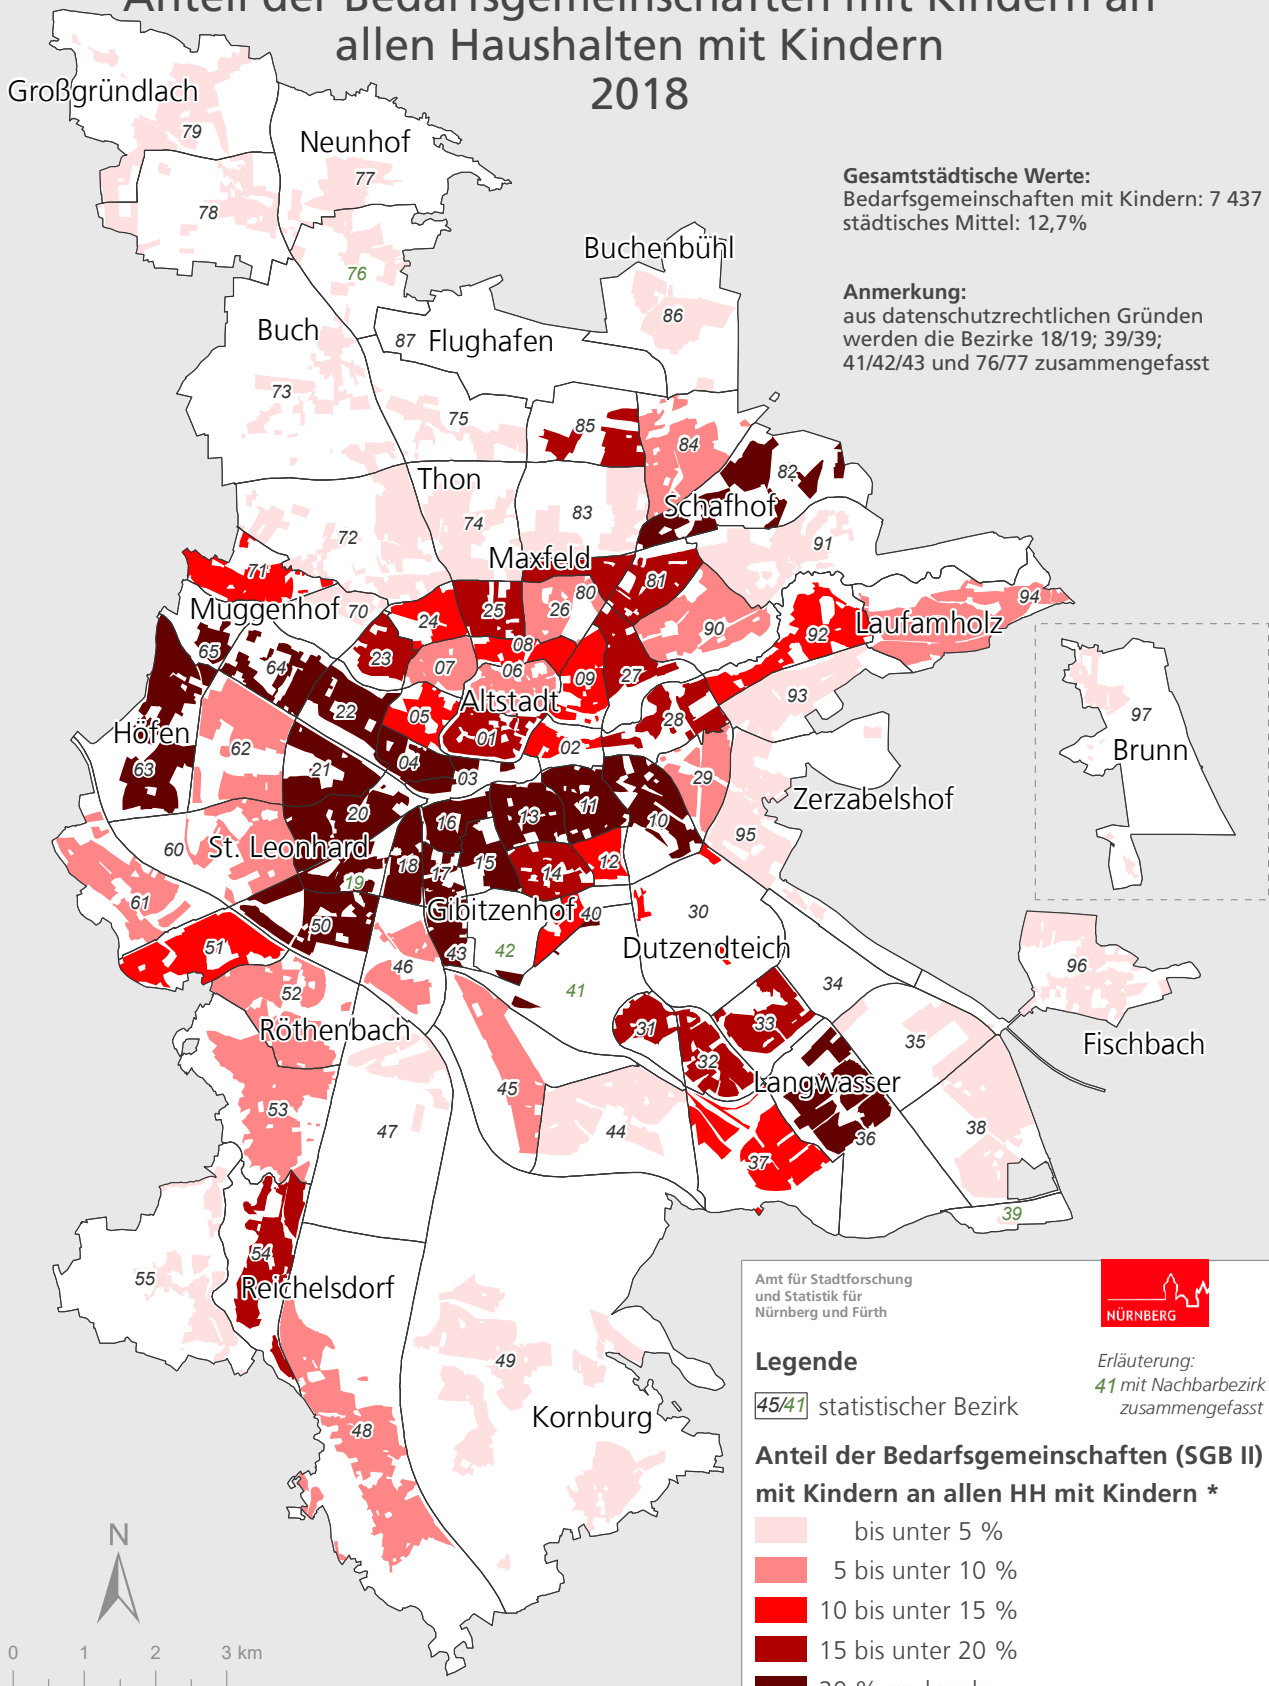 Anteil der Bedarfsgemeinschaften mit Kindern an
allen Haushalten mit Kindern
2018
Gesamtstädtische Werte:
Bedarfsgemeinschaften mit Kindern: 7 437
städtisches Mittel: 12,7%
Anmerkung:
aus datenschutzrechtlichen Gründen
werden die Bezirke 18/19; 39/39;
41/42/43 und 76/77 zusammengefasst
Großgründlach
79
Neunhof
77
78
76
Buchenbühl
86
Buch
87 Flughafen
73
75
85
84
Thon
82
Schafhof
72
74
83
91
Maxfeld
71
81
80
94
Muggenhof
70
24
25
26
90
92
Laufamholz
65
64
23
07
08
06
09
27
93
22
05
Altstadt
28
97
Brunn
Höfen
62
01
02
63
21
04
03
29
Zerzabelshof
20
16
13
11
10
95
60
St. Leonhard
18
17
15
14
12
19
61
50
Gibitzenhof
40
30
51
43
42
Dutzendteich
46
96
52
41
34
Röthenbach
31
33
35
Fischbach
32
Langwasser
45
53
47
44
36
38
37
39
54
55
Reichelsdorf
49
48
Kornburg
Amt für Stadtforschung
und Statistik für
Nürnberg und Fürth
NÜRNBERG
Legende
45/41 statistischer Bezirk
Erläuterung:
41 mit Nachbarbezirk
zusammengefasst
Anteil der Bedarfsgemeinschaften (SGB II)
mit Kindern an allen HH mit Kindern *
bis unter 5 %
5 bis unter 10 %
10 bis unter 15 %
15 bis unter 20 %
N
0 1 2 3 km